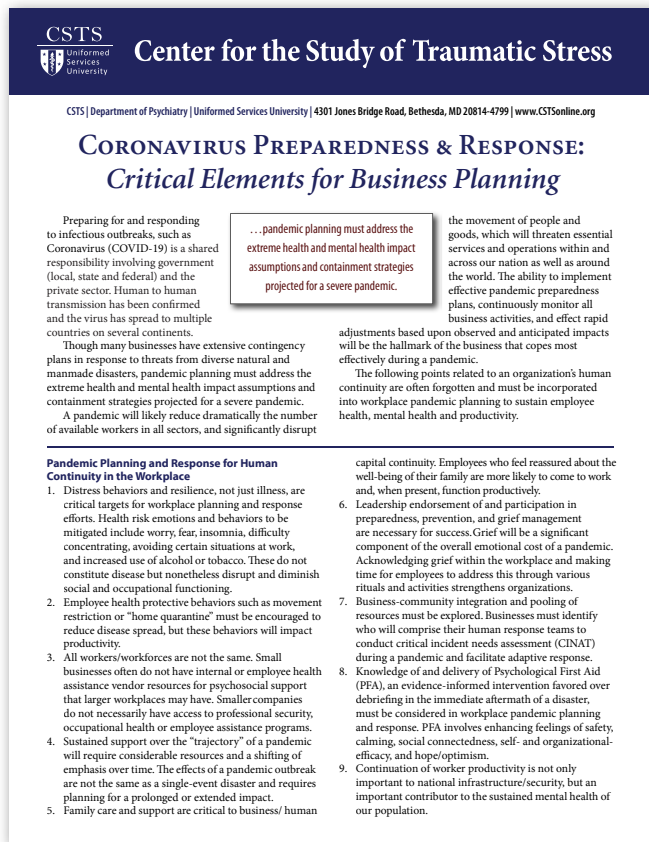 CSTS
Uniformed
Services
University
Center for the Study of Traumatic Stress
CSTS | Department of Psychiatry | Uniformed Services University | 4301 Jones Bridge Road, Bethesda, MD 20814-4799 | www.CSTSonline.org
Coronavirus Preparedness & Response:
Critical Elements for Business Planning
Preparing for and responding
to infectious outbreaks, such as
Coronavirus (COVID-19) is a shared
responsibility involving government
(local, state and federal) and the
private sector. Human to human
transmission has been confirmed
and the virus has spread to multiple
countries on several continents.
Though many businesses have extensive contingency
plans in response to threats from diverse natural and
manmade disasters, pandemic planning must address the
extreme health and mental health impact assumptions and
containment strategies projected for a severe pandemic.
A pandemic will likely reduce dramatically the number
of available workers in all sectors, and significantly disrupt
…pandemic planning must address the
extreme health and mental health impact
assumptions and containment strategies
projected for a severe pandemic.
the movement of people and
goods, which will threaten essential
services and operations within and
across our nation as well as around
the world. The ability to implement
effective pandemic preparedness
plans, continuously monitor all
business activities, and effect rapid
adjustments based upon observed and anticipated impacts
will be the hallmark of the business that copes most
effectively during a pandemic.
The following points related to an organization's human
continuity are often forgotten and must be incorporated
into workplace pandemic planning to sustain employee
health, mental health and productivity.
Pandemic Planning and Response for Human
Continuity in the Workplace
1. Distress behaviors and resilience, not just illness, are
critical targets for workplace planning and response
efforts. Health risk emotions and behaviors to be
mitigated include worry, fear, insomnia, difficulty
concentrating, avoiding certain situations at work,
and increased use of alcohol or tobacco. These do not
constitute disease but nonetheless disrupt and diminish
social and occupational functioning.
2. Employee health protective behaviors such as movement
restriction or "home quarantine" must be encouraged to
reduce disease spread, but these behaviors will impact
productivity.
3. All workers/workforces are not the same. Small
businesses often do not have internal or employee health
assistance vendor resources for psychosocial support
that larger workplaces may have. Smaller companies
do not necessarily have access to professional security,
occupational health or employee assistance programs.
4. Sustained support over the "trajectory" of a pandemic
will require considerable resources and a shifting of
emphasis over time. The effects of a pandemic outbreak
are not the same as a single-event disaster and requires
planning for a prolonged or extended impact.
5. Family care and support are critical to business/ human
capital continuity. Employees who feel reassured about the
well-being of their family are more likely to come to work
and, when present, function productively.
6. Leadership endorsement of and participation in
preparedness, prevention, and grief management
are necessary for success.Grief will be a significant
component of the overall emotional cost of a pandemic.
Acknowledging grief within the workplace and making
time for employees to address this through various
rituals and activities strengthens organizations.
7. Business-community integration and pooling of
resources must be explored. Businesses must identify
who will comprise their human response teams to
conduct critical incident needs assessment (CINAT)
during a pandemic and facilitate adaptive response.
8. Knowledge of and delivery of Psychological First Aid
(PFA), an evidence-informed intervention favored over
debriefing in the immediate aftermath of a disaster,
must be considered in workplace pandemic planning
and response. PFA involves enhancing feelings of safety,
calming, social connectedness, self- and organizational-
efficacy, and hope/optimism.
9. Continuation of worker productivity is not only
important to national infrastructure/security, but an
important contributor to the sustained mental health of
our population.